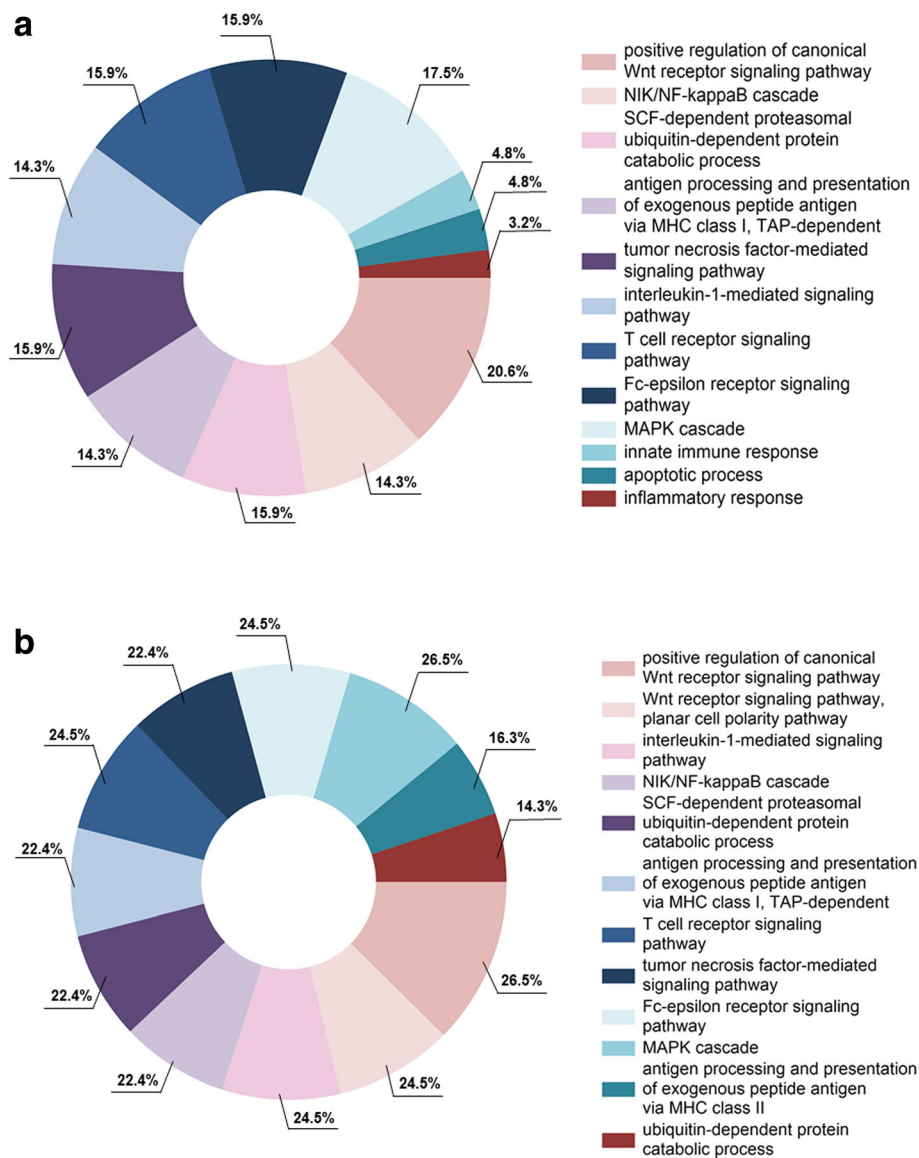 a
15.9%
15.9%
17.5%
14.3%
4.8%
4.8%
3.2%
15.9%
20.6%
14.3%
14.3%
15.9%
positive regulation of canonical
Wnt receptor signaling pathway
NIK/NF-kappaB cascade
SCF-dependent proteasomal
ubiquitin-dependent protein
catabolic process
antigen processing and presentation
of exogenous peptide antigen
via MHC class I, TAP-dependent
tumor necrosis factor-mediated
signaling pathway
interleukin-1-mediated signaling
pathway
T cell receptor signaling
pathway
Fc-epsilon receptor signaling
pathway
MAPK cascade
innate immune response
apoptotic process
inflammatory response
b
24.5%
22.4%
26.5%
24.5%
16.3%
14.3%
22.4%
22.4%
26.5%
22.4%
24.5%
24.5%
positive regulation of canonical
Wnt receptor signaling pathway
Wnt receptor signaling pathway,
planar cell polarity pathway
interleukin-1-mediated signaling
pathway
NIK/NF-kappaB cascade
SCF-dependent proteasomal
ubiquitin-dependent protein
catabolic process
antigen processing and presentation
of exogenous peptide antigen
via MHC class I, TAP-dependent
T cell receptor signaling
pathway
tumor necrosis factor-mediated
signaling pathway
Fc-epsilon receptor signaling
pathway
MAPK cascade
antigen processing and presentation
of exogenous peptide antigen
via MHC class II
ubiquitin-dependent protein
catabolic process